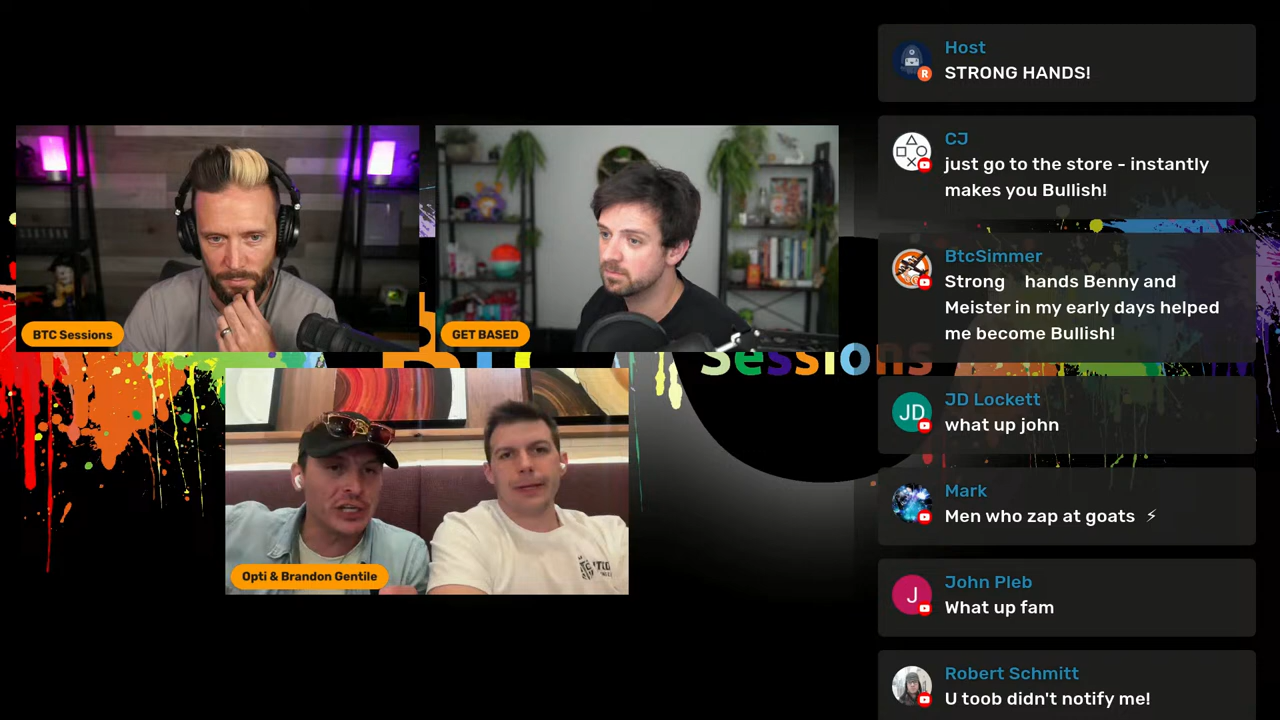 BTC Sessions
GET BASED
Sessions
Opti & Brandon Gentile
Host
STRONG HANDS!
CJ
just go to the store - instantly
makes you Bullish!
BtcSimmer
Strong hands Benny and
Meister in my early days helped
me become Bullish!
JD
JD Lockett
what up john
Mark
Men who zap at goats ⚡
J
John Pleb
What up fam
Robert Schmitt
U toob didn't notify me!